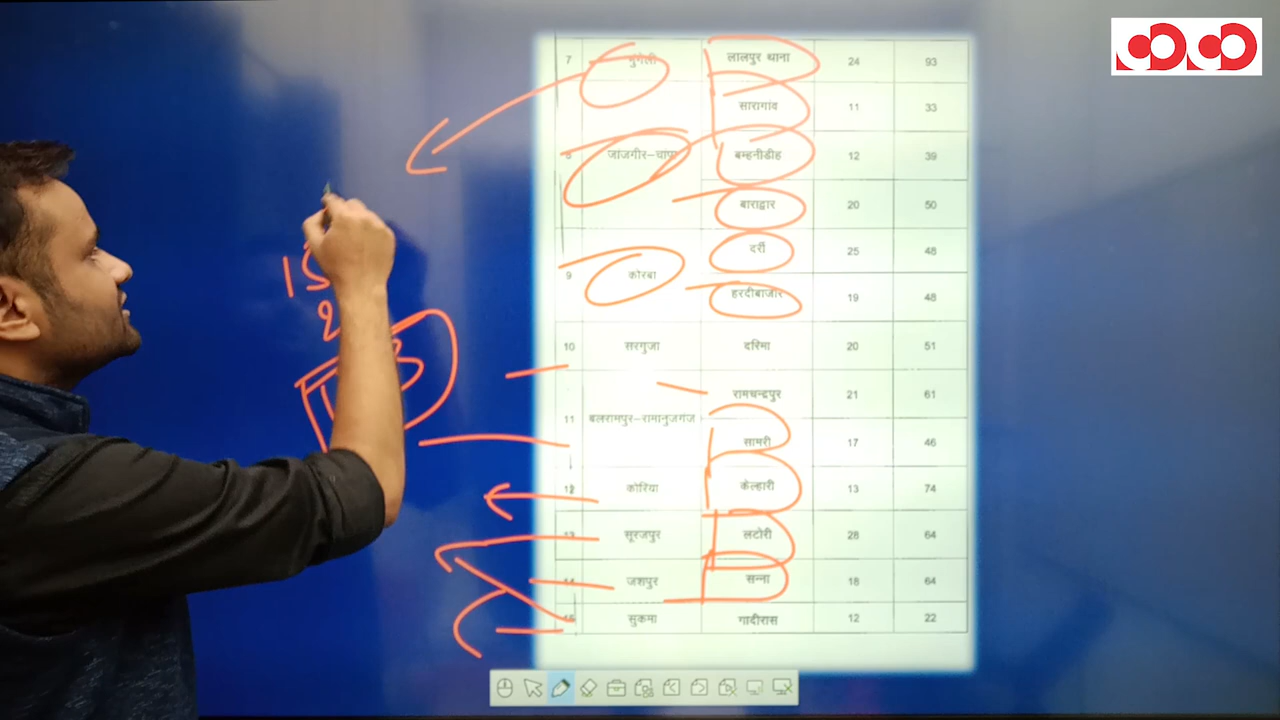 7 मुंगेली लालपुर थाना 24 93
सारागांव 11 33
8 जांजगीर–चांपा बम्हनीडीह 12 39
बाराद्वार 20 50
9 कोरबा दर्री 25 48
हरदीबाजार 19 48
10 सरगुजा दरिमा 20 51
रामचन्द्रपुर 21 61
11 बलरामपुर–रामानुजगंज
सामरी 17 46
12 कोरिया केल्हारी 13 74
13 सूरजपुर लटोरी 28 64
14 जशपुर सन्ना 18 64
15 सुकमा गादीरास 12 22